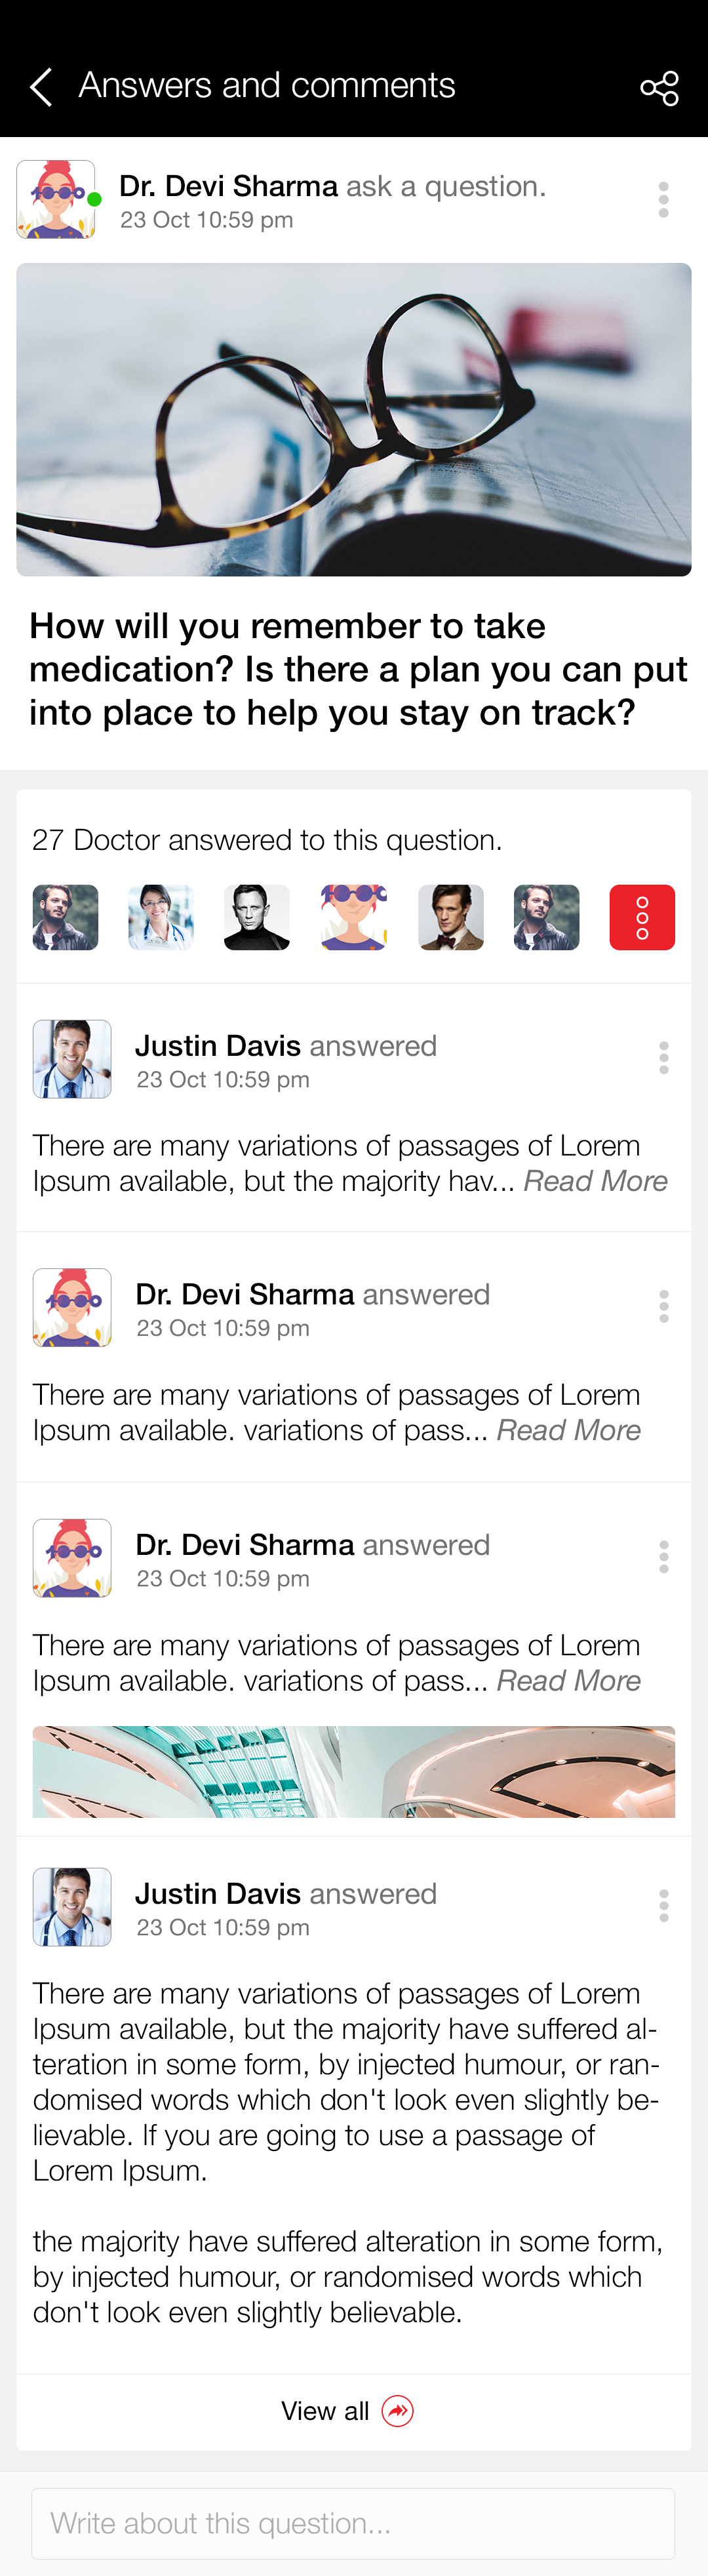 Answers and comments
Dr. Devi Sharma ask a question.
23 Oct 10:59 pm
How will you remember to take
medication? Is there a plan you can put
into place to help you stay on track?
27 Doctor answered to this question.
Justin Davis answered
23 Oct 10:59 pm
There are many variations of passages of Lorem
Ipsum available, but the majority hav... Read More
Dr. Devi Sharma answered
23 Oct 10:59 pm
There are many variations of passages of Lorem
Ipsum available. variations of pass... Read More
Dr. Devi Sharma answered
23 Oct 10:59 pm
There are many variations of passages of Lorem
Ipsum available. variations of pass... Read More
Justin Davis answered
23 Oct 10:59 pm
There are many variations of passages of Lorem
Ipsum available, but the majority have suffered al-
teration in some form, by injected humour, or ran-
domised words which don't look even slightly be-
lievable. If you are going to use a passage of
Lorem Ipsum.
the majority have suffered alteration in some form,
by injected humour, or randomised words which
don't look even slightly believable.
View all
Write about this question...